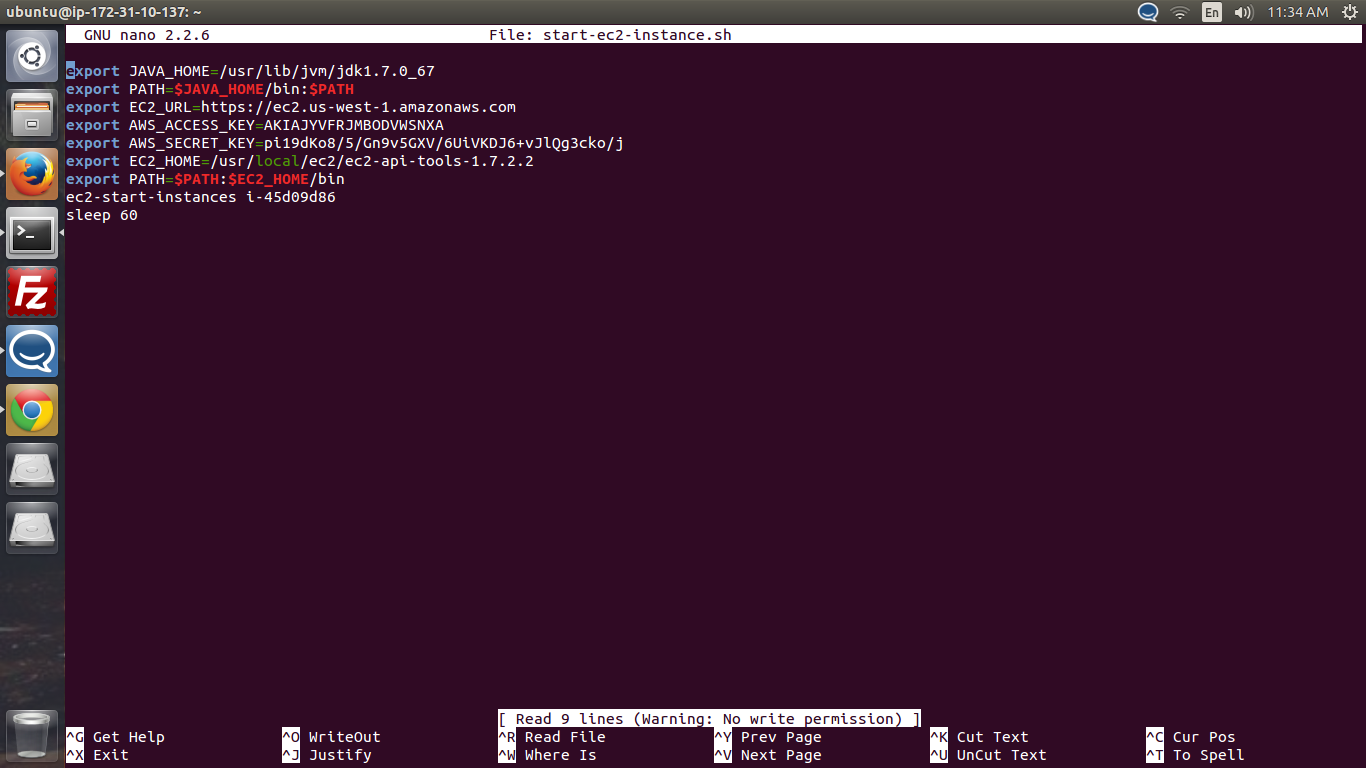 ubuntu@ip-172-31-10-137: ~
En
11:34 AM
GNU nano 2.2.6 File: start-ec2-instance.sh
export JAVA_HOME=/usr/lib/jvm/jdk1.7.0_67
export PATH=$JAVA_HOME/bin:$PATH
export EC2_URL=https://ec2.us-west-1.amazonaws.com
export AWS_ACCESS_KEY=AKIAJYVFRJMBODVWSNXA
export AWS_SECRET_KEY=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
export EC2_HOME=/usr/local/ec2/ec2-api-tools-1.7.2.2
export PATH=$PATH:$EC2_HOME/bin
ec2-start-instances i-45d09d86
sleep 60
[ Read 9 lines (Warning: No write permission) ]
^G Get Help ^O WriteOut ^R Read File ^Y Prev Page ^K Cut Text ^C Cur Pos
^X Exit ^J Justify ^W Where Is ^V Next Page ^U UnCut Text ^T To Spell
>_
Fz